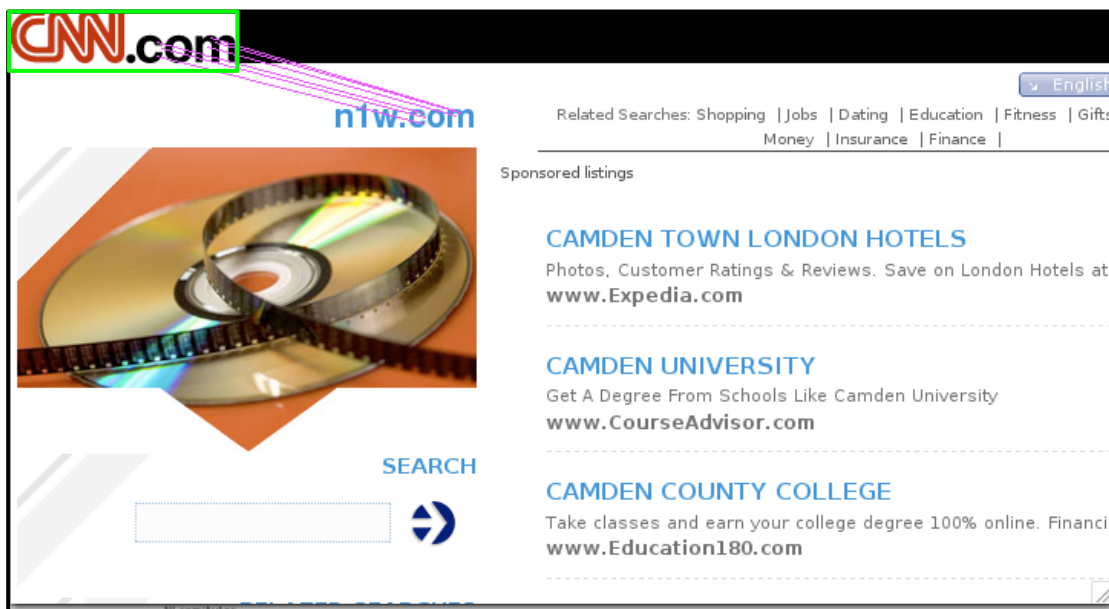 CNN.com
English
n1w.com
Related Searches: Shopping | Jobs | Dating | Education | Fitness | Gifts
Money | Insurance | Finance |
Sponsored listings
CAMDEN TOWN LONDON HOTELS
Photos, Customer Ratings & Reviews. Save on London Hotels at
www.Expedia.com
CAMDEN UNIVERSITY
Get A Degree From Schools Like Camden University
www.CourseAdvisor.com
SEARCH
CAMDEN COUNTY COLLEGE
Take classes and earn your college degree 100% online. Financi
www.Education180.com
RELATED SEARCHES